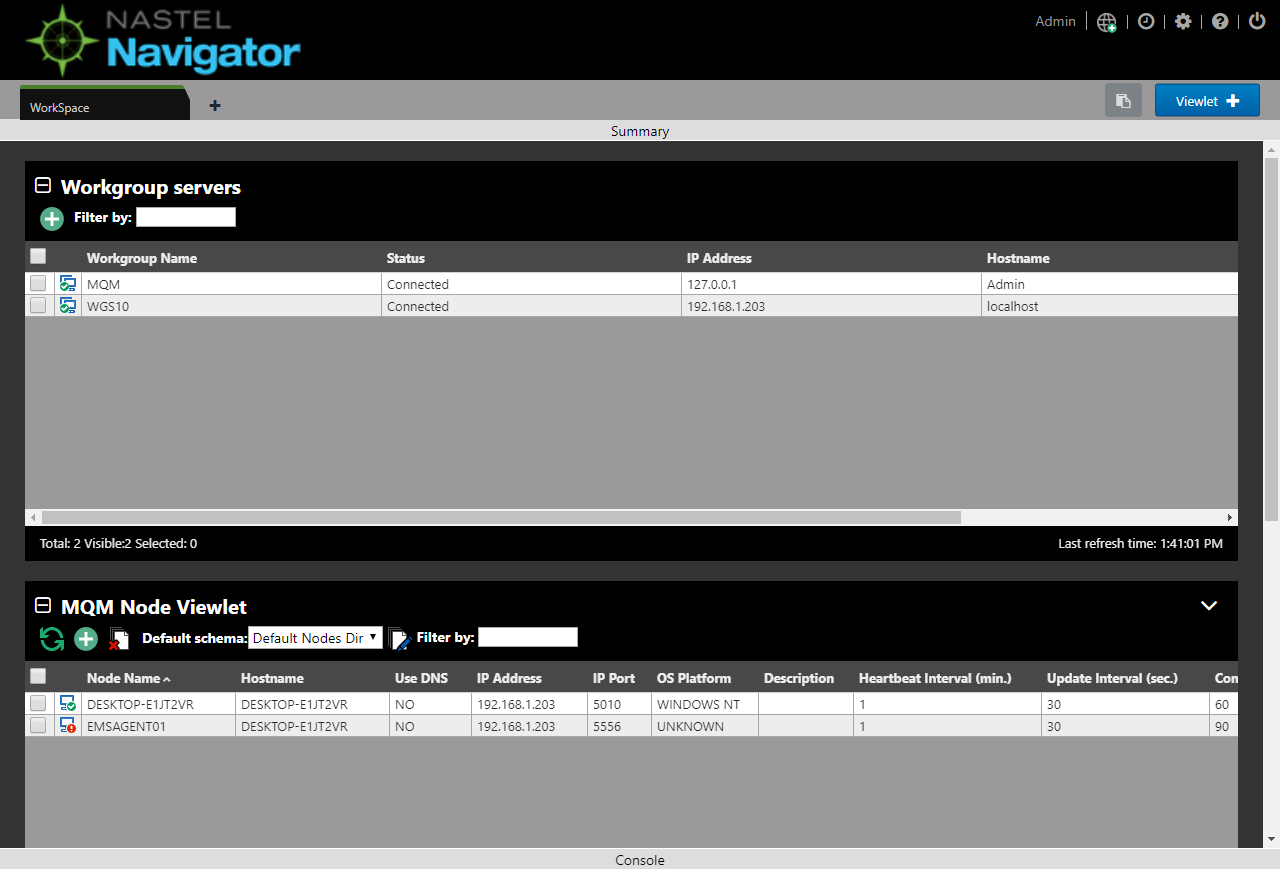 NASTEL
Navigator
Admin
WorkSpace
Viewlet
Summary
Workgroup servers
Filter by:
Workgroup Name Status IP Address Hostname
MQM Connected 127.0.0.1 Admin
WGS10 Connected 192.168.1.203 localhost
Total: 2 Visible:2 Selected: 0 Last refresh time: 1:41:01 PM
MQM Node Viewlet
Default schema: Default Nodes Dir Filter by:
Node Name Hostname Use DNS IP Address IP Port OS Platform Description Heartbeat Interval (min.) Update Interval (sec.) Con
DESKTOP-E1JT2VR DESKTOP-E1JT2VR NO 192.168.1.203 5010 WINDOWS NT 1 30 60
EMSAGENT01 DESKTOP-E1JT2VR NO 192.168.1.203 5556 UNKNOWN 1 30 90
Console